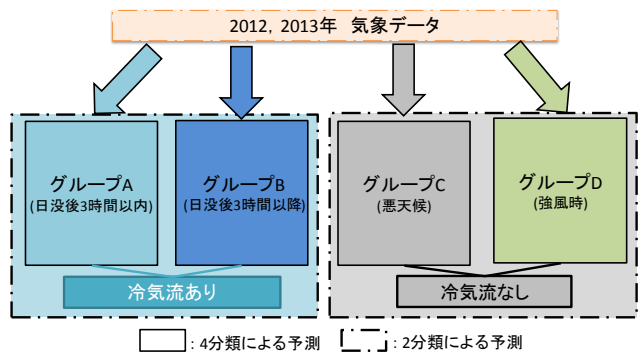 2012，2013年 気象データ
グループA
(日没後3時間以内)
グループB
(日没後3時間以降)
グループC
(悪天候)
グループD
(強風時)
冷気流あり
冷気流なし
: 4分類による予測
: 2分類による予測